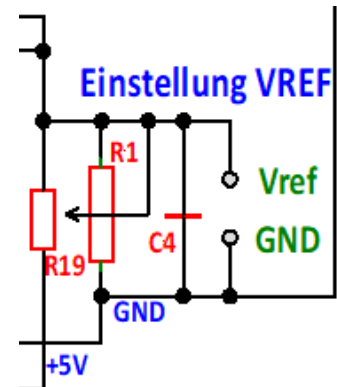 Einstellung VREF
R1
Vref
C4
GND
R19
GND
+5V